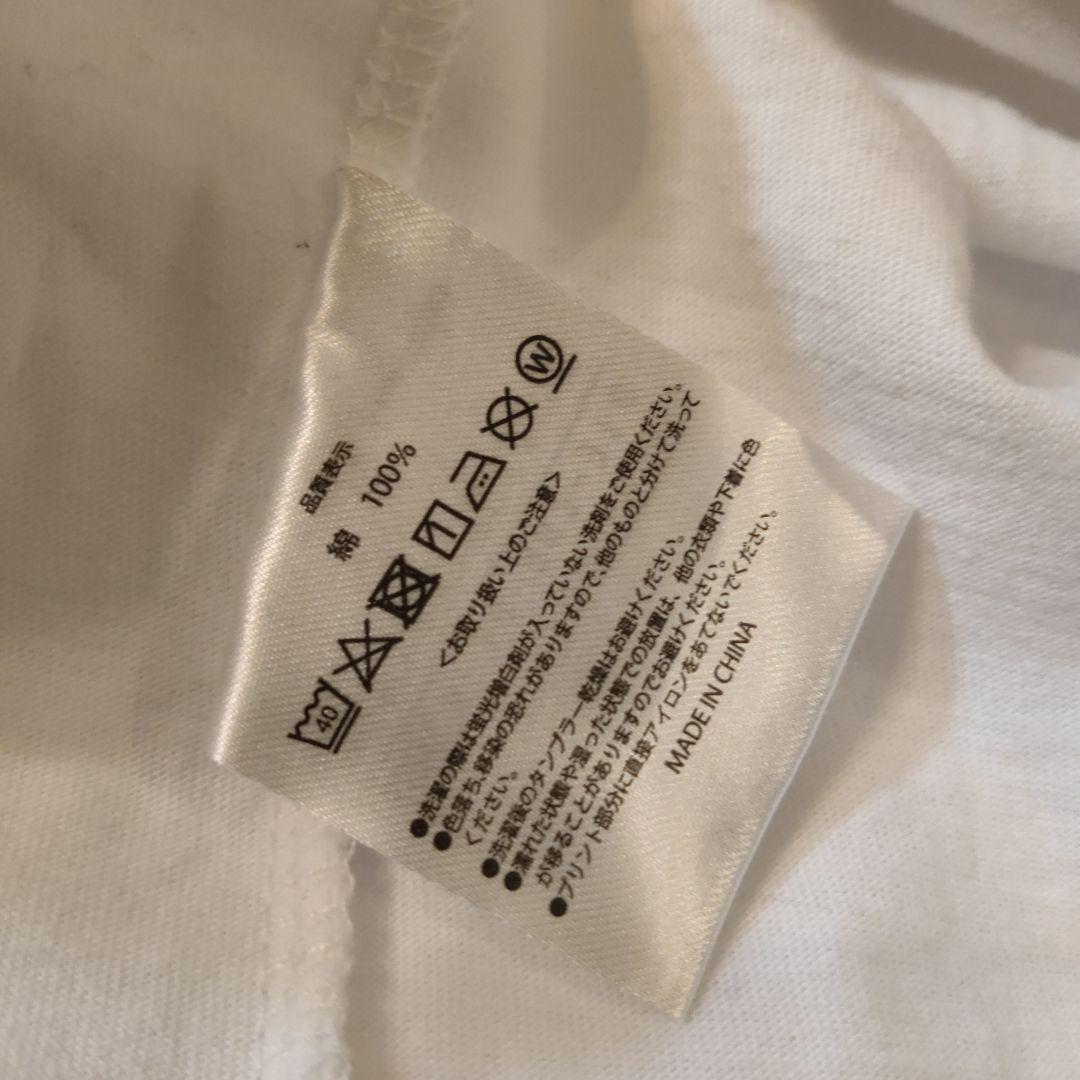 品質表示
綿 100%
40
W
<お取り扱い上のご注意>
●洗濯の際は蛍光増白剤が入っていない洗剤をご使用ください。
●色落ち、移染の恐れがありますので、他のものと分けて洗って
ください。
●洗濯後のタンブラー乾燥はお避けください。
●濡れた状態や湿った状態での放置は、他の衣類や下着に色
が移ることがありますのでお避けください。
●プリント部分に直接アイロンをあてないでください。
MADE IN CHINA